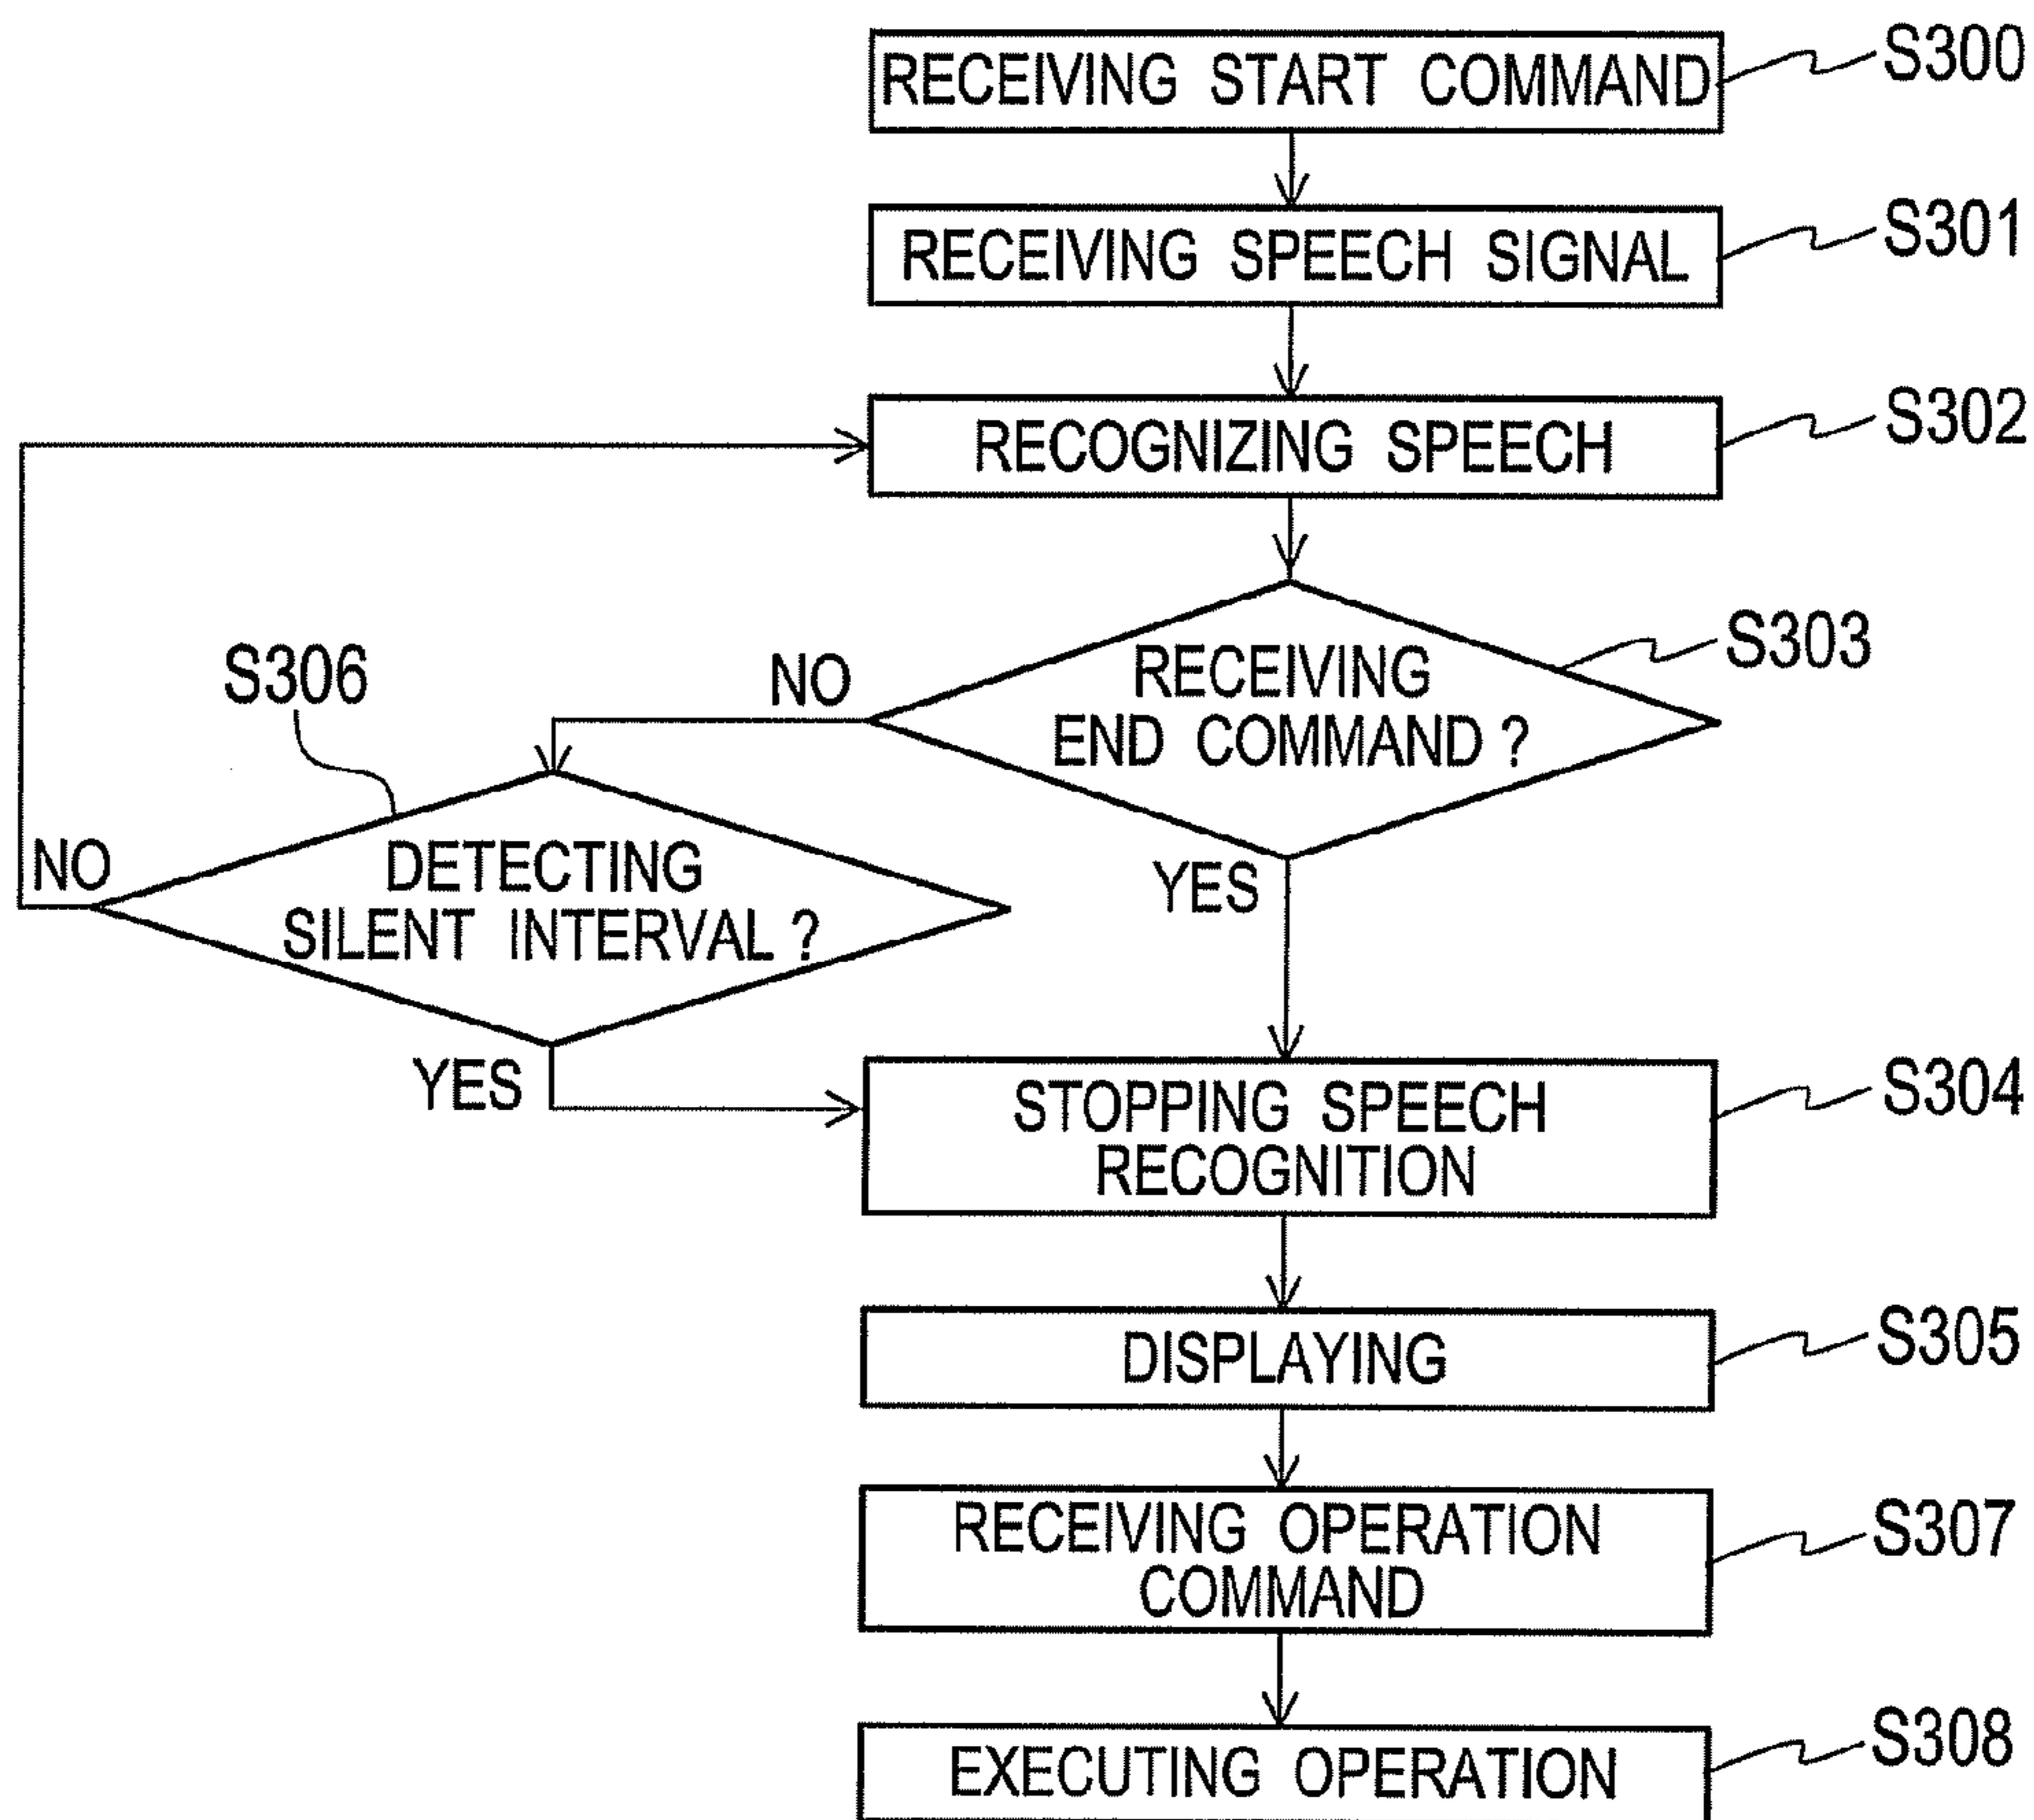 RECEIVING START COMMAND
S300
RECEIVING SPEECH SIGNAL
S301
RECOGNIZING SPEECH
S302
RECEIVING
END COMMAND ?
S303
NO
YES
S306
DETECTING
SILENT INTERVAL ?
NO
YES
STOPPING SPEECH
RECOGNITION
S304
DISPLAYING
S305
RECEIVING OPERATION
COMMAND
S307
EXECUTING OPERATION
S308